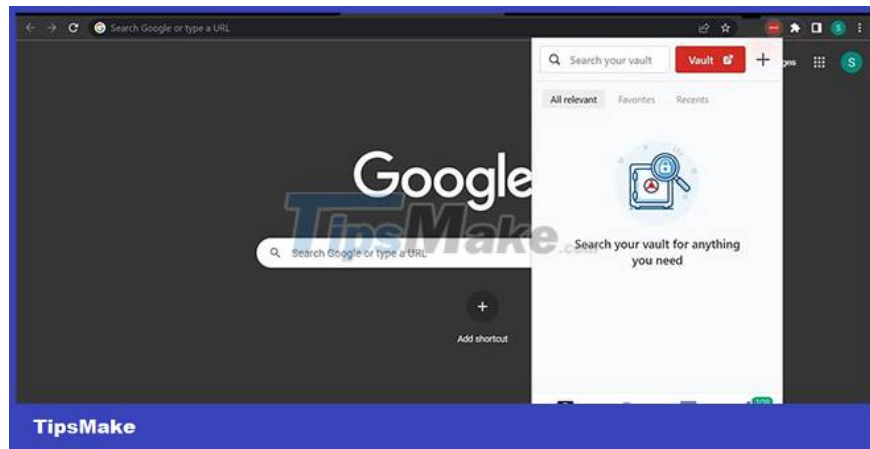 Search Google or type a URL
S
Search your vault
Vault
S
All relevant Favorites Recents
Google
TipsMake.com
Search Google or type a URL
Search your vault for anything
you need
Add shortcut
TipsMake